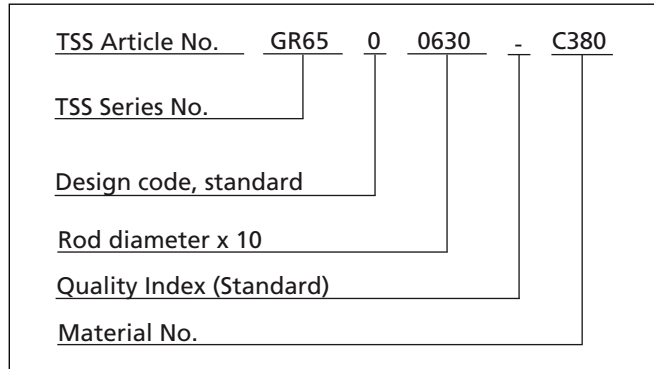 TSS Article No. GR65 0 0630 - C380
TSS Series No.
Design code, standard
Rod diameter x 10
Quality Index (Standard)
Material No.